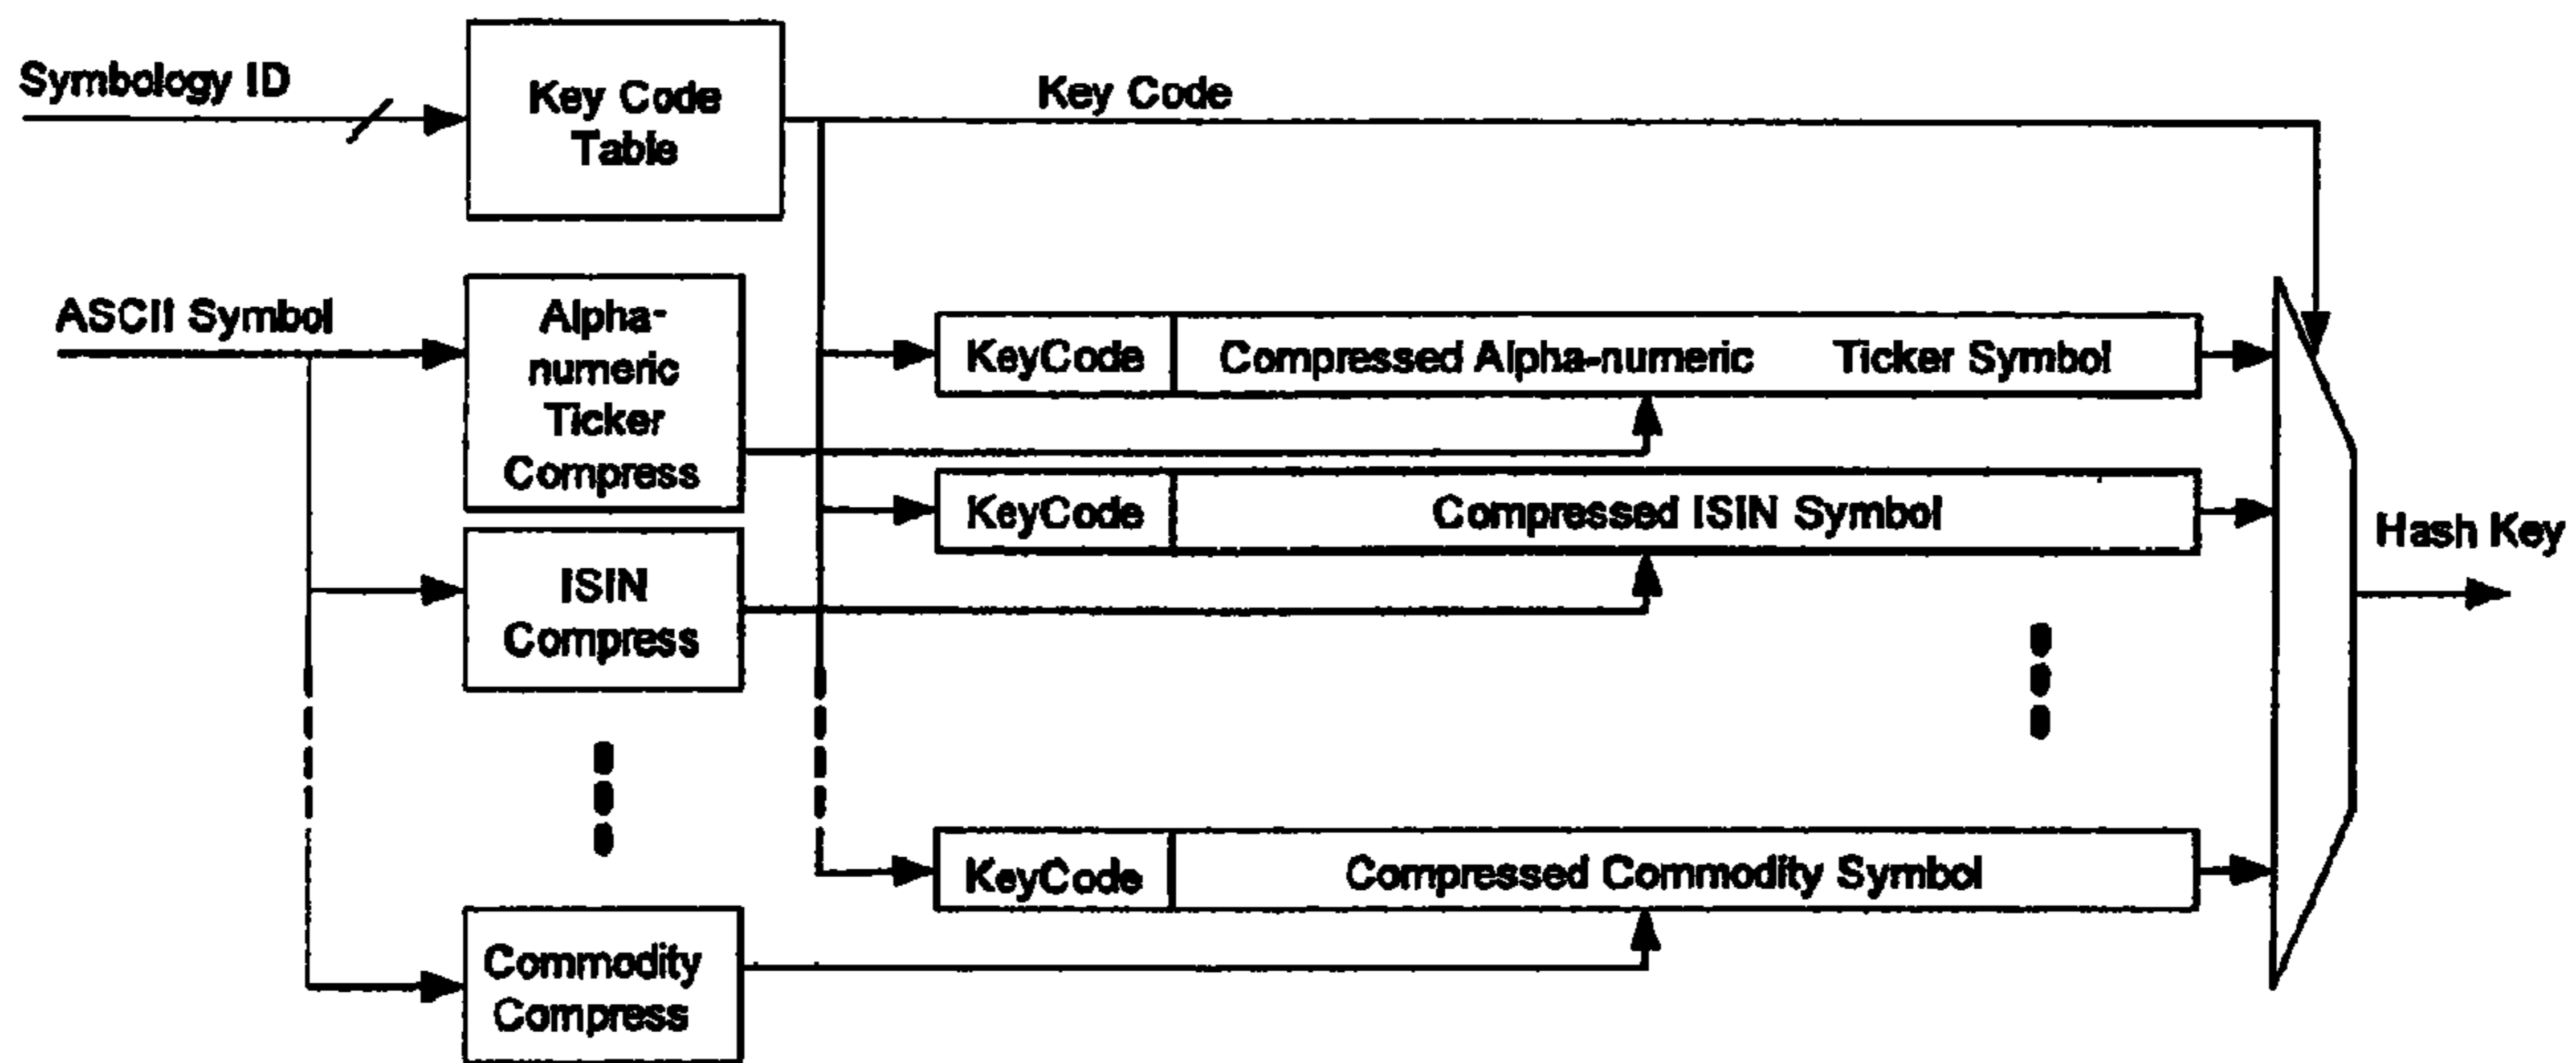 Symbology ID
Key Code
Table
Key Code
ASCII Symbol
Alpha-
numeric
Ticker
Compress
KeyCode
Compressed Alpha-numeric Ticker Symbol
KeyCode
Compressed ISIN Symbol
ISIN
Compress
Hash Key
KeyCode
Compressed Commodity Symbol
Commodity
Compress